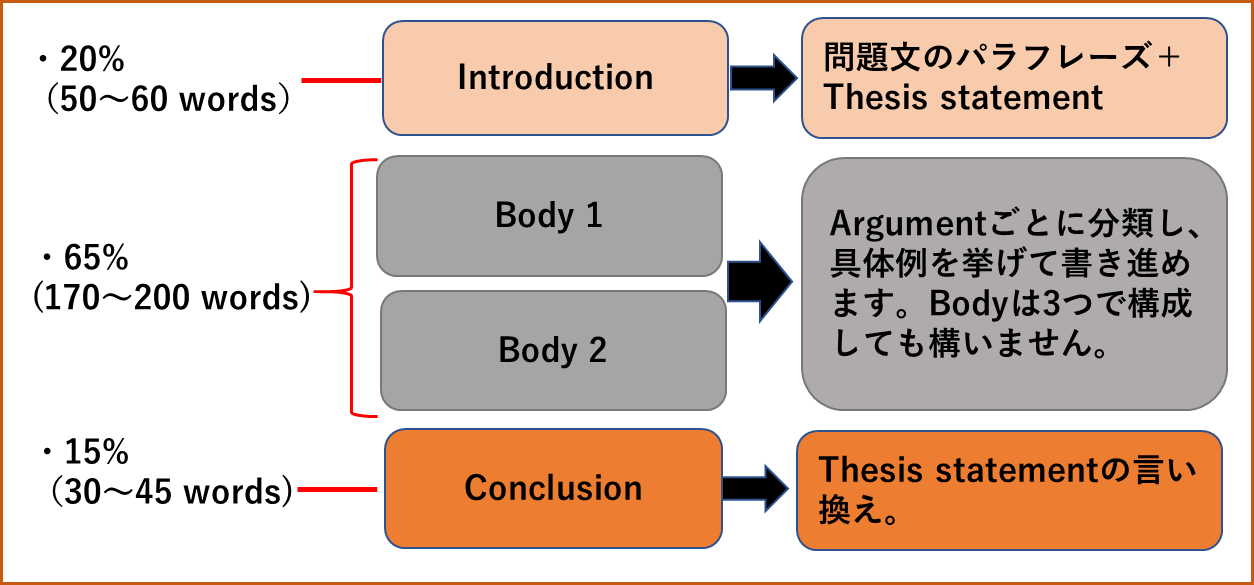 ・20%
（50～60 words）
Introduction
問題文のパラフレーズ＋
Thesis statement
・65%
(170～200 words)
Body 1
Body 2
Argumentごとに分類し、
具体例を挙げて書き進め
ます。Bodyは3つで構成
しても構いません。
・15%
（30～45 words）
Conclusion
Thesis statementの言い
換え。